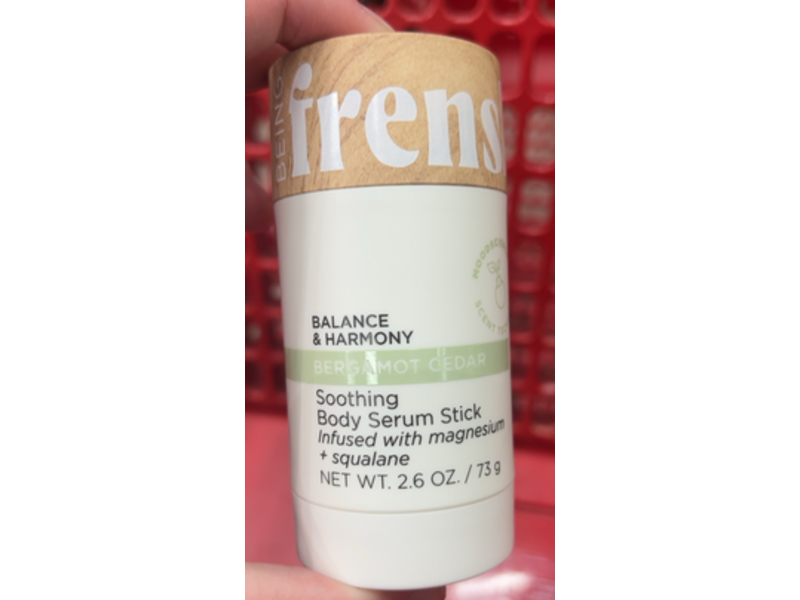 BEING
frens
BALANCE
& HARMONY
BERGAMOT CEDAR
Soothing
Body Serum Stick
Infused with magnesium
+ squalane
NET WT. 2.6 OZ. / 73 g
SCENT